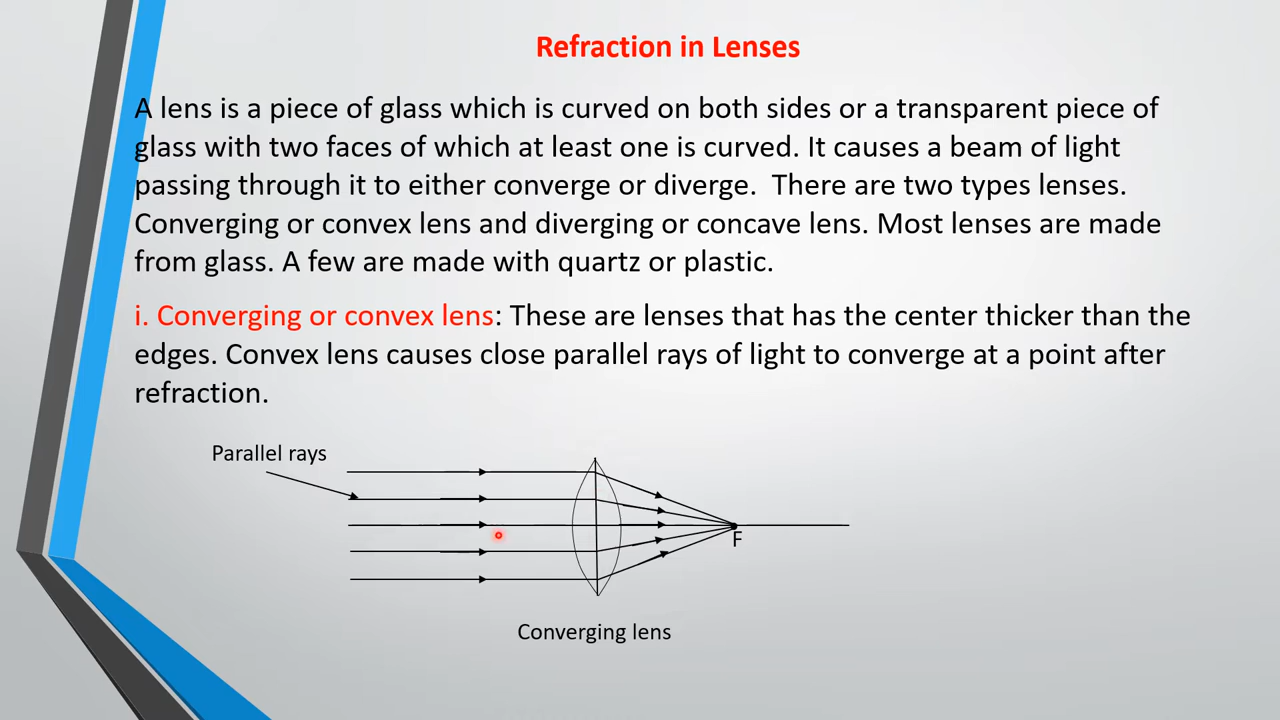 Refraction in Lenses
A lens is a piece of glass which is curved on both sides or a transparent piece of
glass with two faces of which at least one is curved. It causes a beam of light
passing through it to either converge or diverge.  There are two types lenses.
Converging or convex lens and diverging or concave lens. Most lenses are made
from glass. A few are made with quartz or plastic.
i. Converging or convex lens: These are lenses that has the center thicker than the
edges. Convex lens causes close parallel rays of light to converge at a point after
refraction.
Parallel rays
F
Converging lens